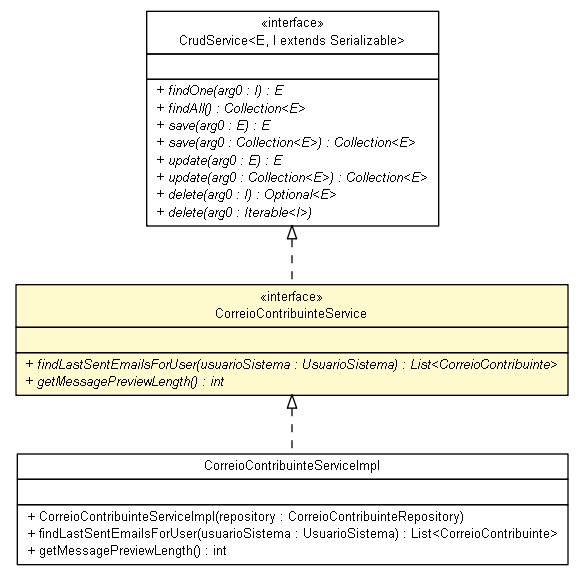 «interface»
CrudService<E, I extends Serializable>
+ findOne(arg0 : I) : E
+ findAll() : Collection<E>
+ save(arg0 : E) : E
+ save(arg0 : Collection<E>) : Collection<E>
+ update(arg0 : E) : E
+ update(arg0 : Collection<E>) : Collection<E>
+ delete(arg0 : I) : Optional<E>
+ delete(arg0 : Iterable<I>)
«interface»
CorreioContribuinteService
+ findLastSentEmailsForUser(usuarioSistema : UsuarioSistema) : List<CorreioContribuinte>
+ getMessagePreviewLength() : int
CorreioContribuinteServiceImpl
+ CorreioContribuinteServiceImpl(repository : CorreioContribuinteRepository)
+ findLastSentEmailsForUser(usuarioSistema : UsuarioSistema) : List<CorreioContribuinte>
+ getMessagePreviewLength() : int